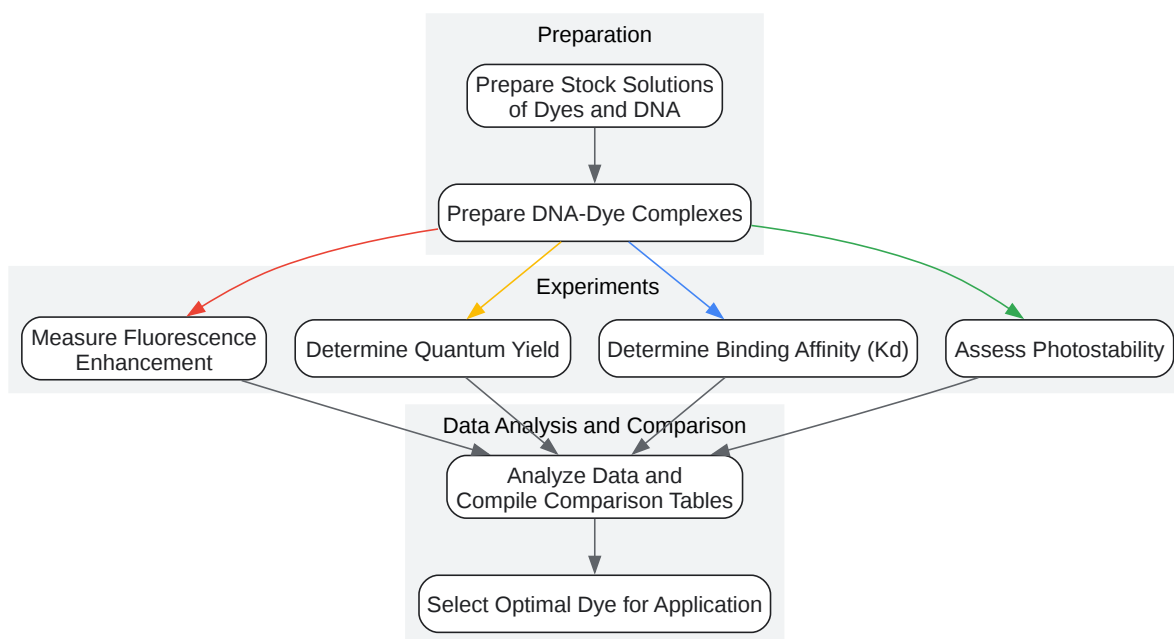 Preparation
Prepare Stock Solutions
of Dyes and DNA
Prepare DNA-Dye Complexes
Experiments
Measure Fluorescence
Enhancement
Determine Quantum Yield
Determine Binding Affinity (Kd)
Assess Photostability
Data Analysis and Comparison
Analyze Data and
Compile Comparison Tables
Select Optimal Dye for Application